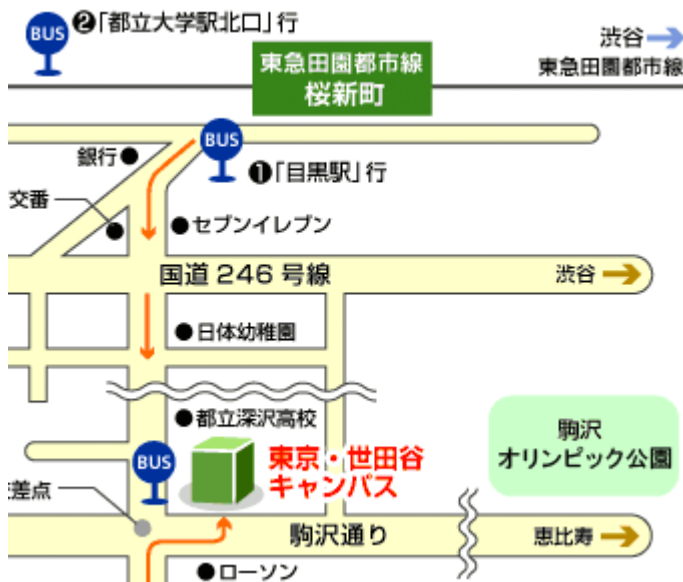 BUS
❷「都立大学駅北口」行
渋谷
東急田園都市線
東急田園都市線
桜新町
銀行
BUS
❶「目黒駅」行
交番
セブンイレブン
国道246号線
渋谷
日体幼稚園
都立深沢高校
BUS
東京・世田谷
キャンパス
駒沢
オリンピック公園
差点
駒沢通り
恵比寿
ローソン